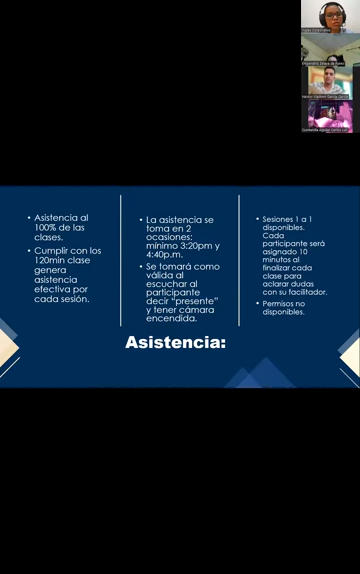 • Asistencia al
100% de las
clases.
• Cumplir con los
120min clase
genera
asistencia
efectiva por
cada sesión.
• La asistencia se
toma en 2
ocasiones:
mínimo 3:20pm y
4:40p.m.
• Se tomará como
válida al
escuchar al
participante
decir “presente”
y tener cámara
encendida.
• Sesiones 1 a 1
disponibles.
Cada
participante será
asignado 10
minutos al
finalizar cada
clase para
aclarar dudas
con su facilitador.
• Permisos no
disponibles.
Asistencia: